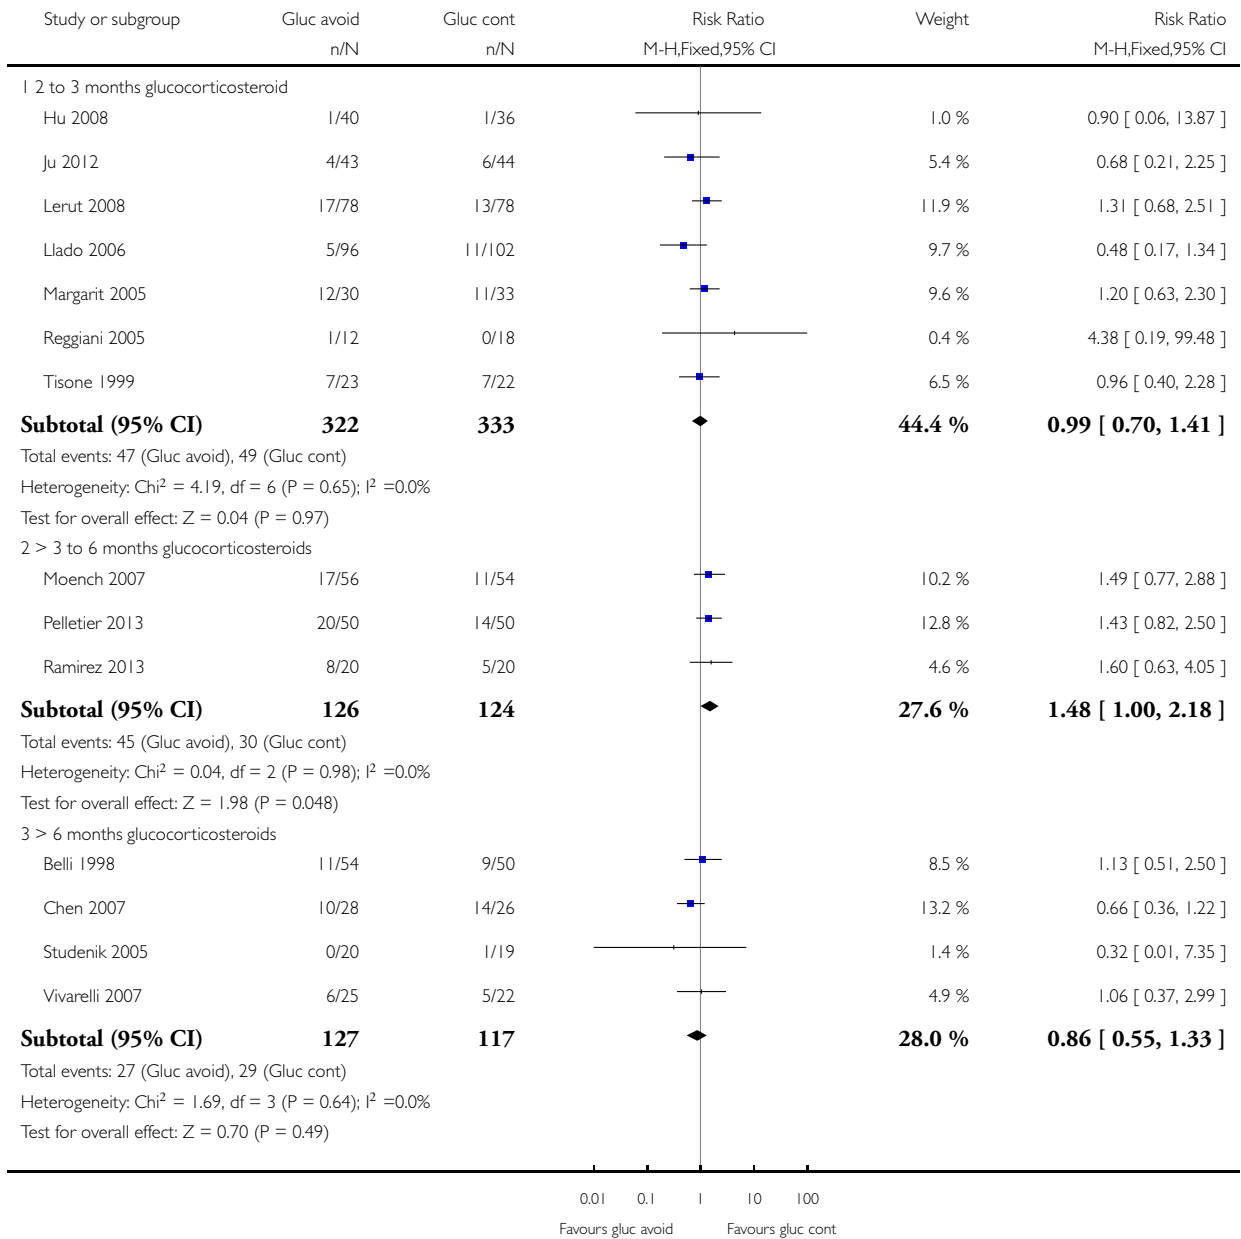 Study or subgroup Gluc avoid Gluc cont Risk Ratio Weight Risk Ratio
n/N n/N M-H,Fixed,95% CI M-H,Fixed,95% CI
1 2 to 3 months glucocorticosteroid
Hu 2008 1/40 1/36 1.0 % 0.90 [ 0.06, 13.87 ]
Ju 2012 4/43 6/44 5.4 % 0.68 [ 0.21, 2.25 ]
Lerut 2008 17/78 13/78 11.9 % 1.31 [ 0.68, 2.51 ]
Llado 2006 5/96 11/102 9.7 % 0.48 [ 0.17, 1.34 ]
Margarit 2005 12/30 11/33 9.6 % 1.20 [ 0.63, 2.30 ]
Reggiani 2005 1/12 0/18 0.4 % 4.38 [ 0.19, 99.48 ]
Tisone 1999 7/23 7/22 6.5 % 0.96 [ 0.40, 2.28 ]
Subtotal (95% CI) 322 333 44.4 % 0.99 [ 0.70, 1.41 ]
Total events: 47 (Gluc avoid), 49 (Gluc cont)
Heterogeneity: Chi² = 4.19, df = 6 (P = 0.65); I² =0.0%
Test for overall effect: Z = 0.04 (P = 0.97)
2 > 3 to 6 months glucocorticosteroids
Moench 2007 17/56 11/54 10.2 % 1.49 [ 0.77, 2.88 ]
Pelletier 2013 20/50 14/50 12.8 % 1.43 [ 0.82, 2.50 ]
Ramirez 2013 8/20 5/20 4.6 % 1.60 [ 0.63, 4.05 ]
Subtotal (95% CI) 126 124 27.6 % 1.48 [ 1.00, 2.18 ]
Total events: 45 (Gluc avoid), 30 (Gluc cont)
Heterogeneity: Chi² = 0.04, df = 2 (P = 0.98); I² =0.0%
Test for overall effect: Z = 1.98 (P = 0.048)
3 > 6 months glucocorticosteroids
Belli 1998 11/54 9/50 8.5 % 1.13 [ 0.51, 2.50 ]
Chen 2007 10/28 14/26 13.2 % 0.66 [ 0.36, 1.22 ]
Studenik 2005 0/20 1/19 1.4 % 0.32 [ 0.01, 7.35 ]
Vivarelli 2007 6/25 5/22 4.9 % 1.06 [ 0.37, 2.99 ]
Subtotal (95% CI) 127 117 28.0 % 0.86 [ 0.55, 1.33 ]
Total events: 27 (Gluc avoid), 29 (Gluc cont)
Heterogeneity: Chi² = 1.69, df = 3 (P = 0.64); I² =0.0%
Test for overall effect: Z = 0.70 (P = 0.49)
0.01 0.1 1 10 100
Favours gluc avoid Favours gluc cont